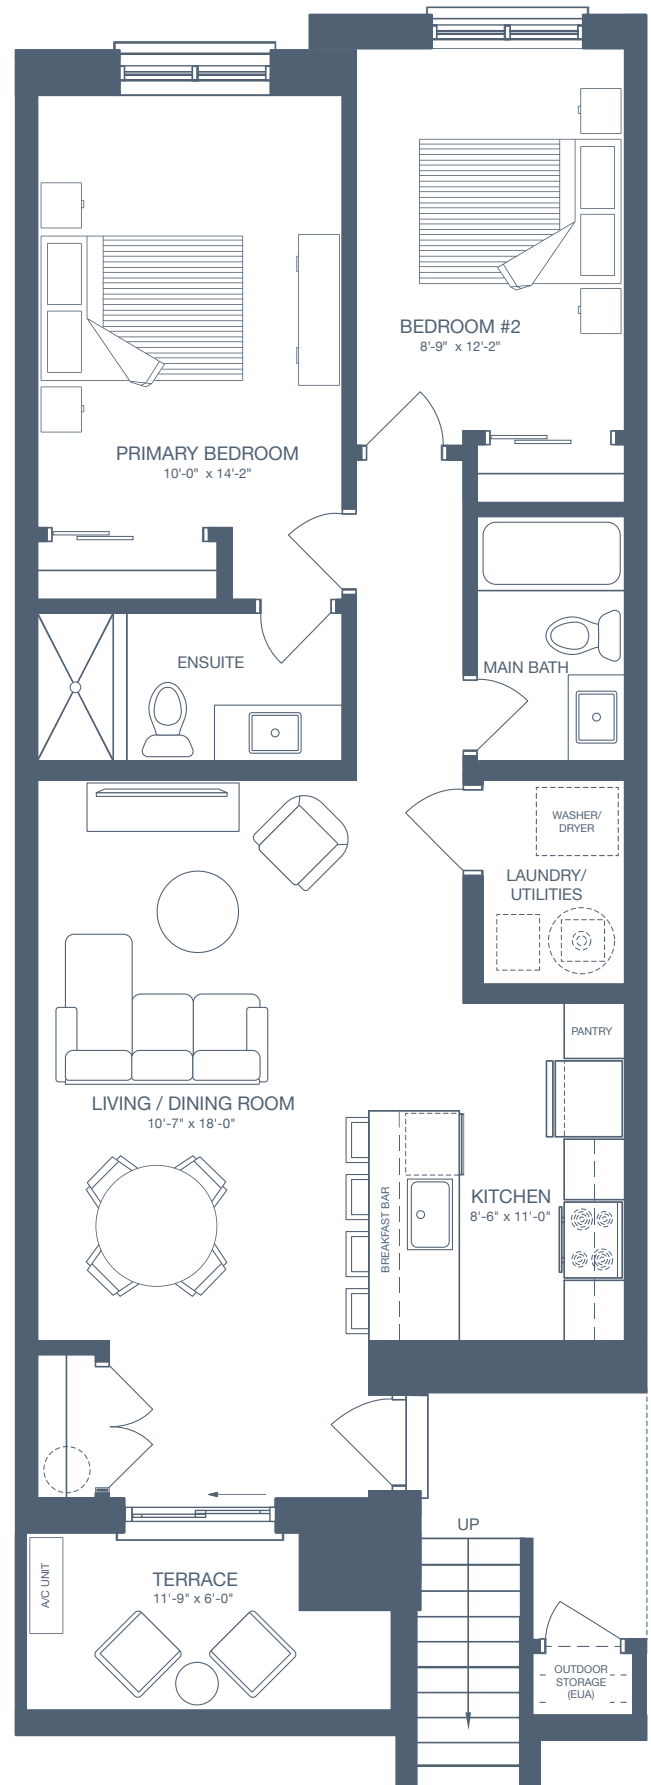 BEDROOM #2
8'-9" x 12'-2"
PRIMARY BEDROOM
10'-0" x 14'-2"
ENSUITE
MAIN BATH
WASHER/
DRYER
LAUNDRY/
UTILITIES
PANTRY
LIVING / DINING ROOM
10'-7" x 18'-0"
BREAKFAST BAR
KITCHEN
8'-6" x 11'-0"
UP
A/C UNIT
TERRACE
11'-9" x 6'-0"
OUTDOOR
STORAGE
(EUA)